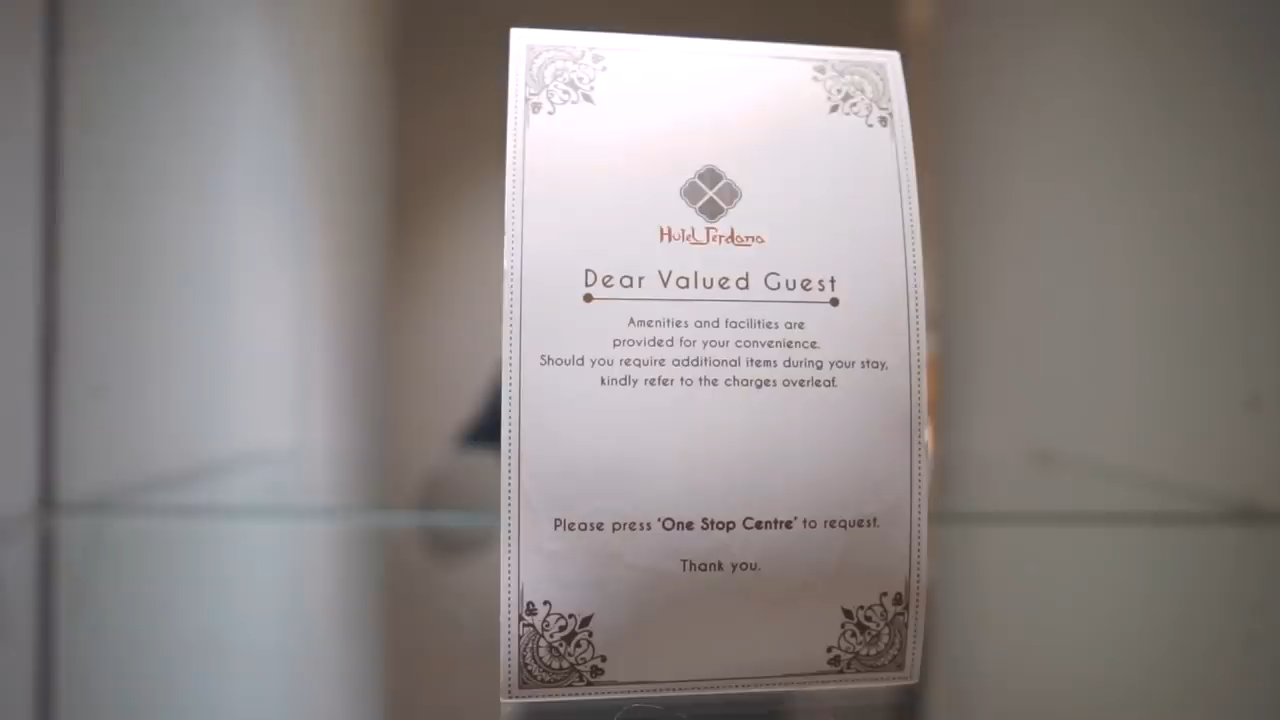 Hotel Perdana
Dear Valued Guest
Amenities and facilities are
provided for your convenience.
Should you require additional items during your stay,
kindly refer to the charges overleaf.
Please press 'One Stop Centre' to request.
Thank you.